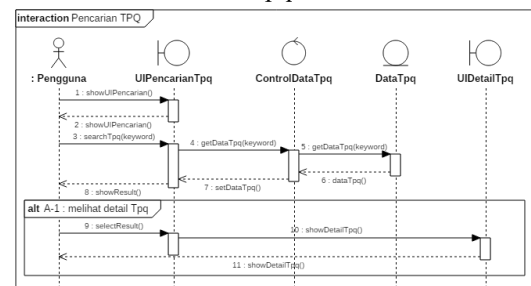 interaction Pencarian TPQ
: Pengguna
UIPencarianTpq
ControlDataTpq
DataTpq
UIDetailTpq
1 : showUIPencarian()
2 : showUIPencarian()
3 : searchTpq(keyword)
4 : getDataTpq(keyword)
5 : getDataTpq(keyword)
6 : dataTpq()
7 : setDataTpq()
8 : showResult()
alt A-1 : melihat detail Tpq
9 : selectResult()
10 : showDetailTpq()
11 : showDetailTpq()